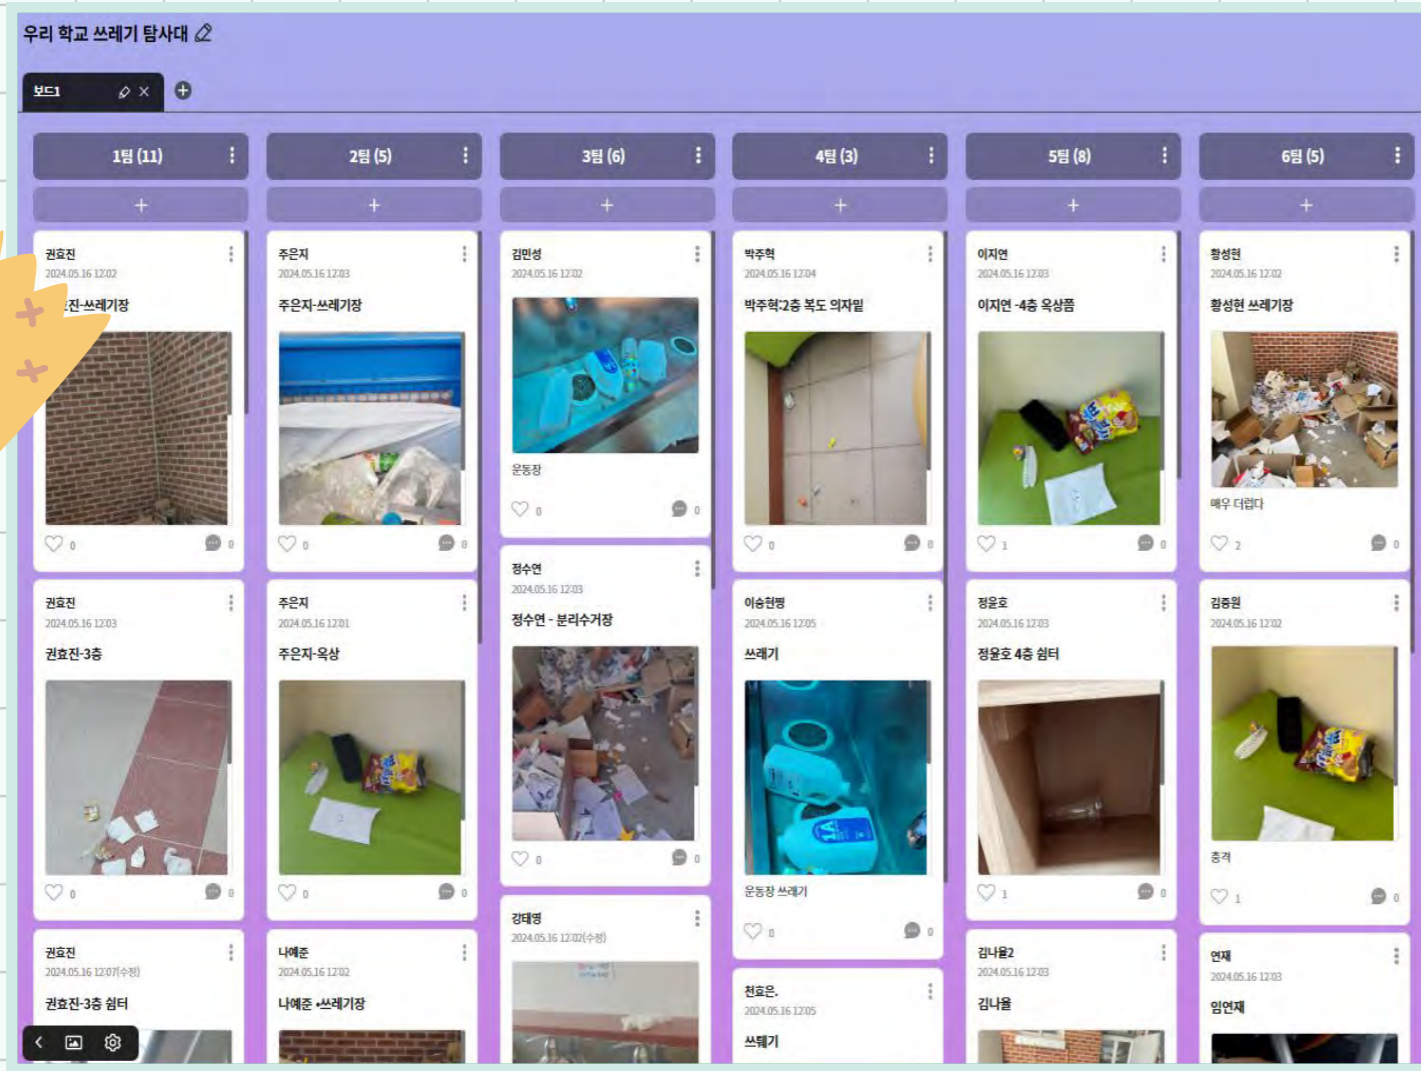 우리 학교 쓰레기 탐사대
보드1
1팀 (11)
2팀 (5)
3팀 (6)
4팀 (3)
5팀 (8)
6팀 (5)
권효진
2024.05.16 12:02
효진-쓰레기장
0
0
권효진
2024.05.16 12:03
권효진-3층
0
0
권효진
2024.05.16 12:07(수정)
권효진-3층 쉼터
주은지
2024.05.16 12:03
주은지-쓰레기장
0
0
주은지
2024.05.16 12:01
주은지-옥상
0
0
나예준
2024.05.16 12:02
나예준 •쓰레기장
김민성
2024.05.16 12:02
운동장
0
0
정수연
2024.05.16 12:03
정수연 - 분리수거장
0
0
강태영
2024.05.16 12:02(수정)
박주혁
2024.05.16 12:04
박주혁:2층 복도 의자밑
0
0
이승현찡
2024.05.16 12:05
쓰래기
1A
운동장 쓰래기
0
0
천효은.
2024.05.16 12:05
쓰뤠기
이지연
2024.05.16 12:03
이지연 -4층 옥상쯤
1
0
정윤호
2024.05.16 12:03
정윤호 4층 쉼터
1
0
김나율2
2024.05.16 12:03
김나율
황성현
2024.05.16 12:02
황성현 쓰레기장
매우 더럽다
2
0
김증원
2024.05.16 12:02
충격
1
0
연재
2024.05.16 12:03
임연재